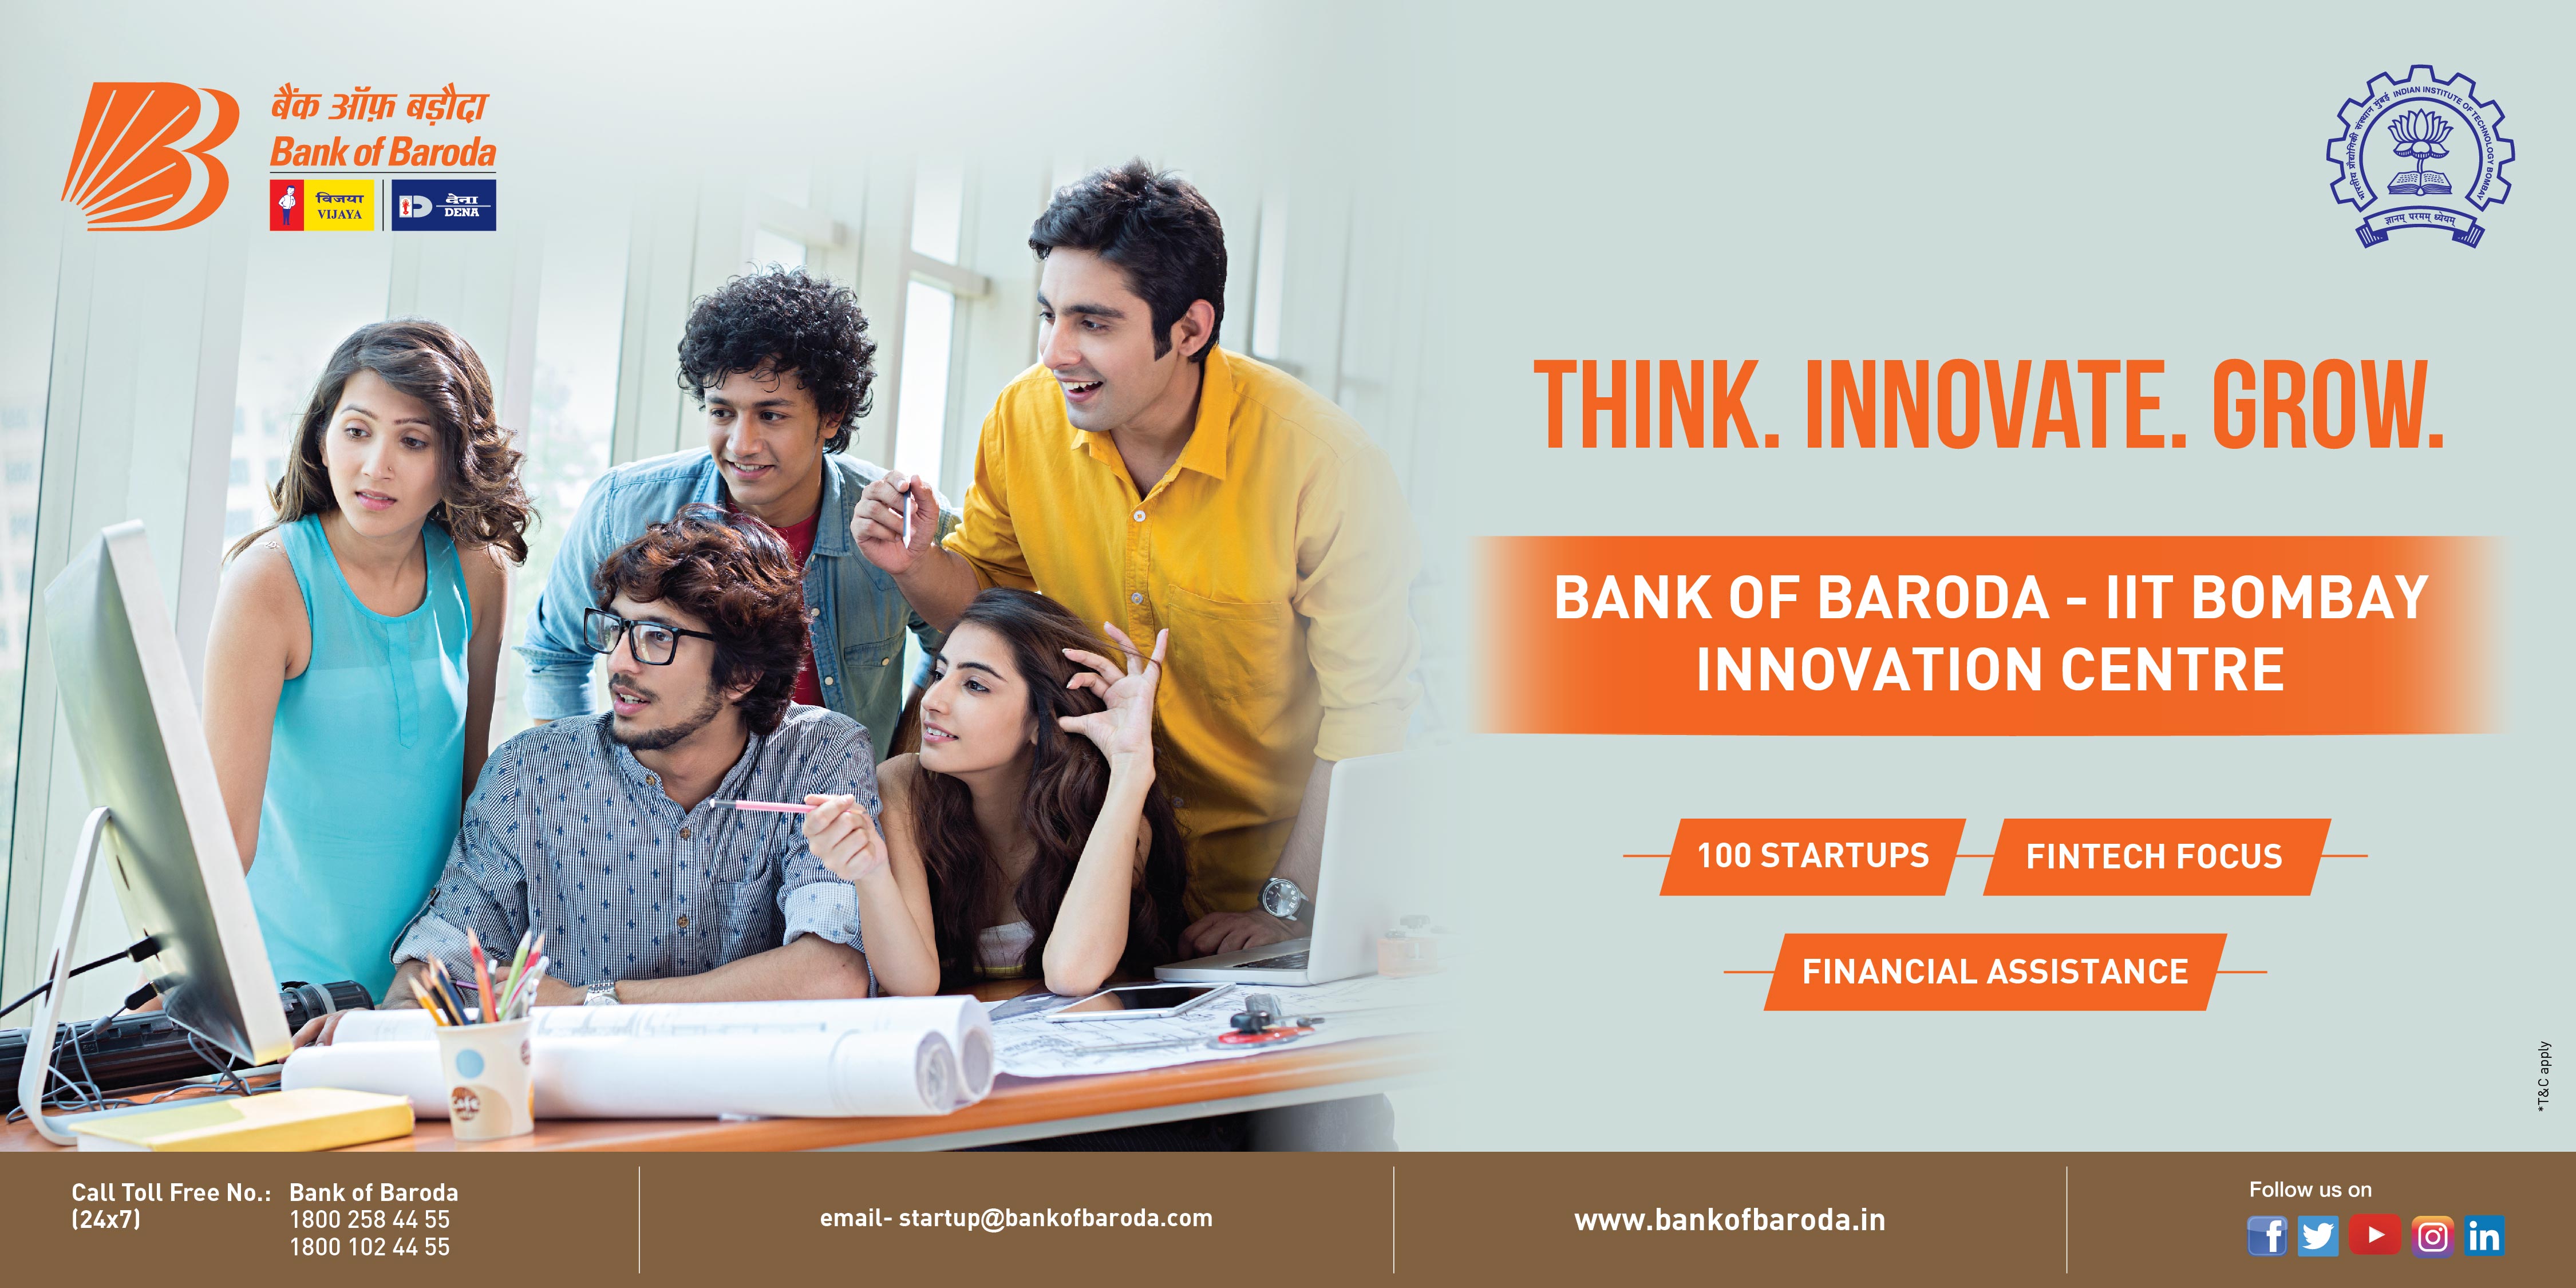 बैंक ऑफ़ बड़ौदा
Bank of Baroda
विजया
VIJAYA
देना
DENA
भारतीय प्रौद्योगिकी संस्थान मुंबई INDIAN INSTITUTE OF TECHNOLOGY BOMBAY
ज्ञानम् परमम् ध्येयम्
THINK. INNOVATE. GROW.
BANK OF BARODA - IIT BOMBAY
INNOVATION CENTRE
100 STARTUPS
FINTECH FOCUS
FINANCIAL ASSISTANCE
*T&C apply
Cafe
Call Toll Free No.: Bank of Baroda
(24x7) 1800 258 44 55
1800 102 44 55
email- startup@bankofbaroda.com
www.bankofbaroda.in
Follow us on
f
in